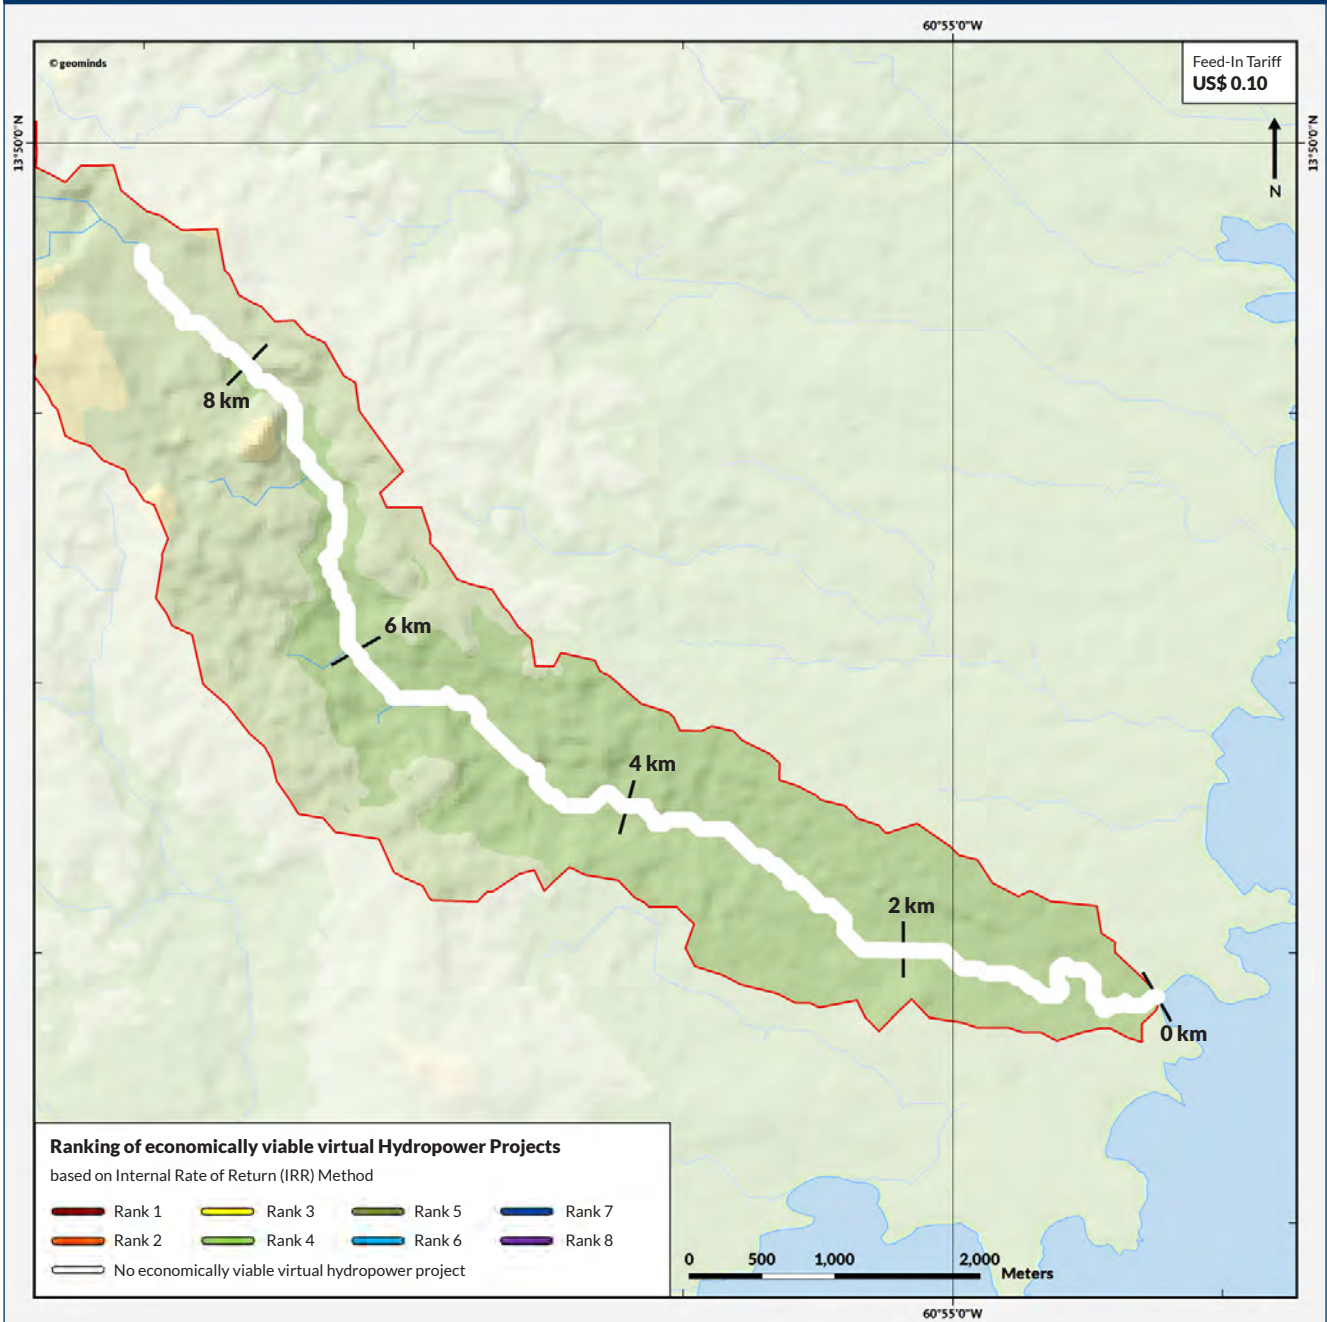 60°55'0"W
© geominds
Feed-In Tariff
US$ 0.10
13°50'0"N
13°50'0"N
N
8 km
6 km
4 km
2 km
0 km
Ranking of economically viable virtual Hydropower Projects
based on Internal Rate of Return (IRR) Method
Rank 1
Rank 3
Rank 5
Rank 7
Rank 2
Rank 4
Rank 6
Rank 8
No economically viable virtual hydropower project
0 500 1,000 2,000
Meters
60°55'0"W